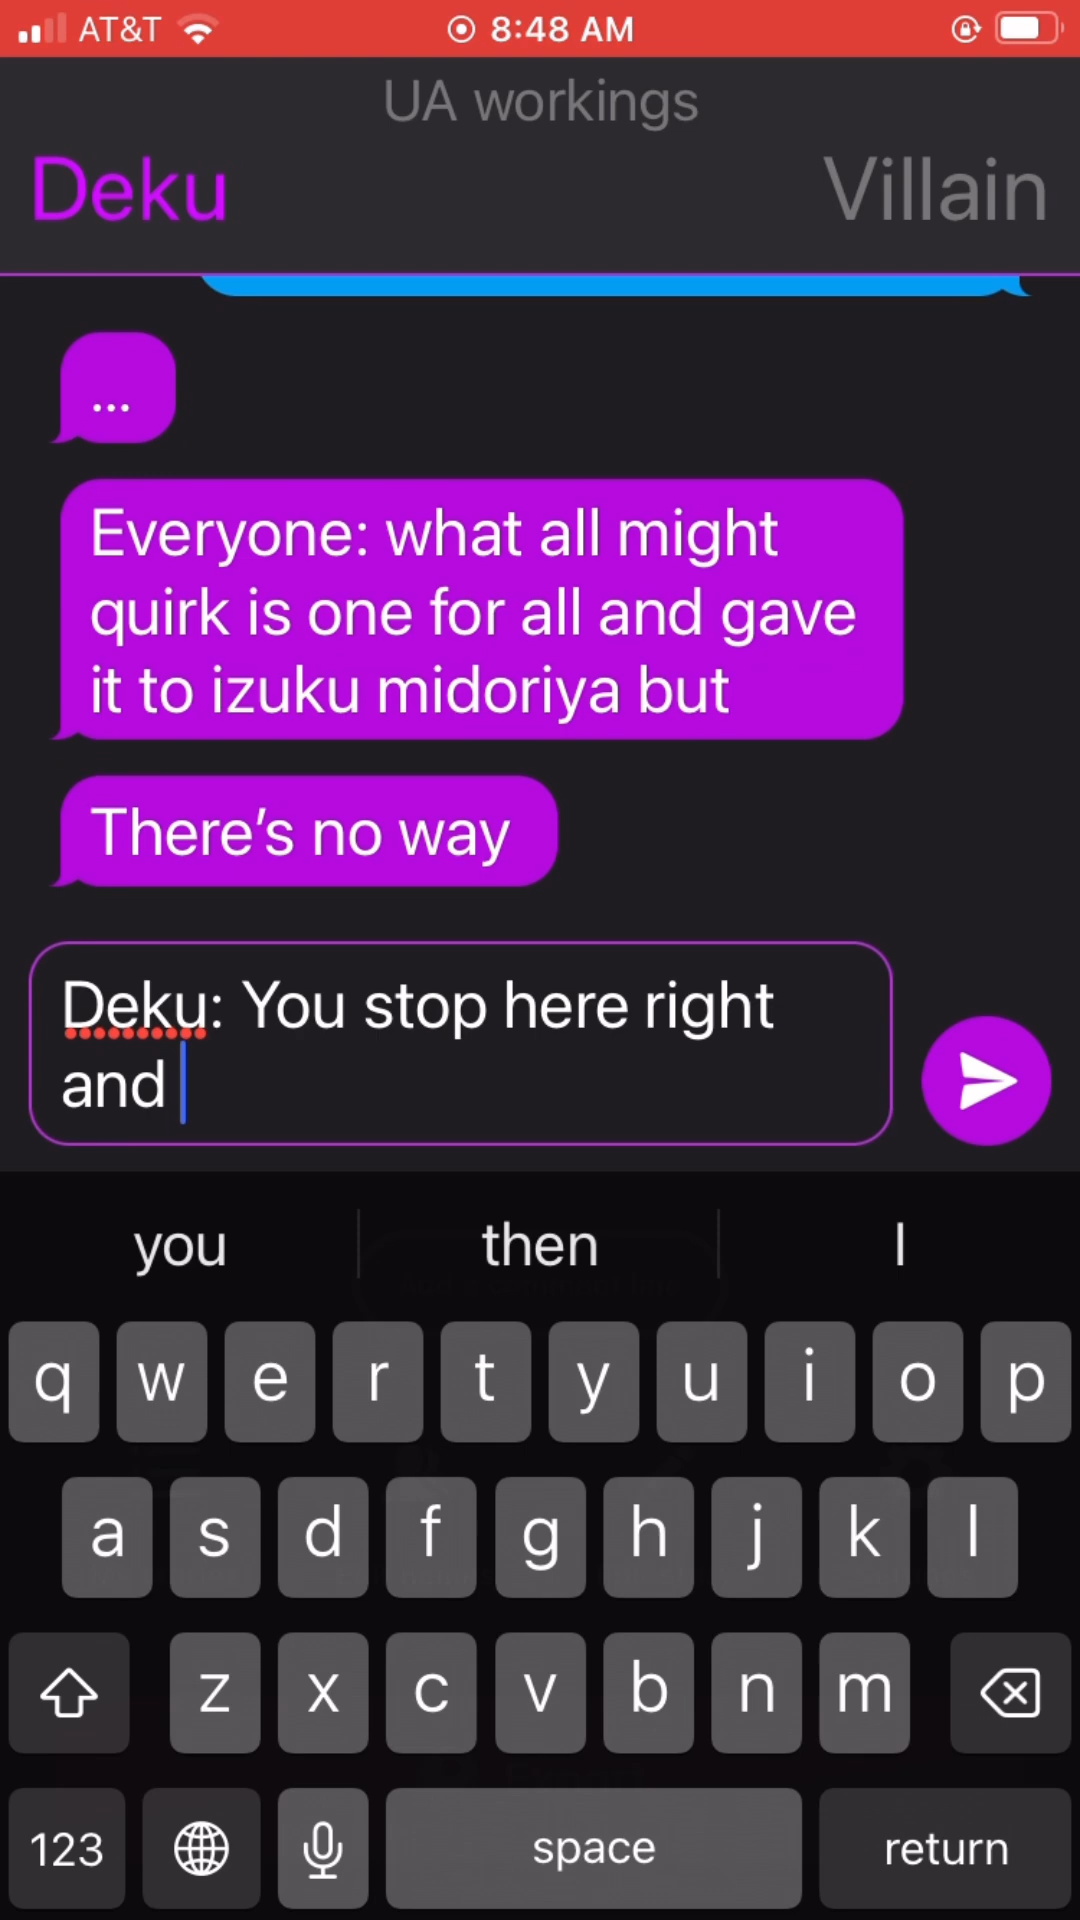 AT&T 8:48 AM
UA workings
Deku Villain
...
Everyone: what all might
quirk is one for all and gave
it to izuku midoriya but
There's no way
Deku: You stop here right
and
you then I
q w e r t y u i o p
a s d f g h j k l
z x c v b n m
123 space return